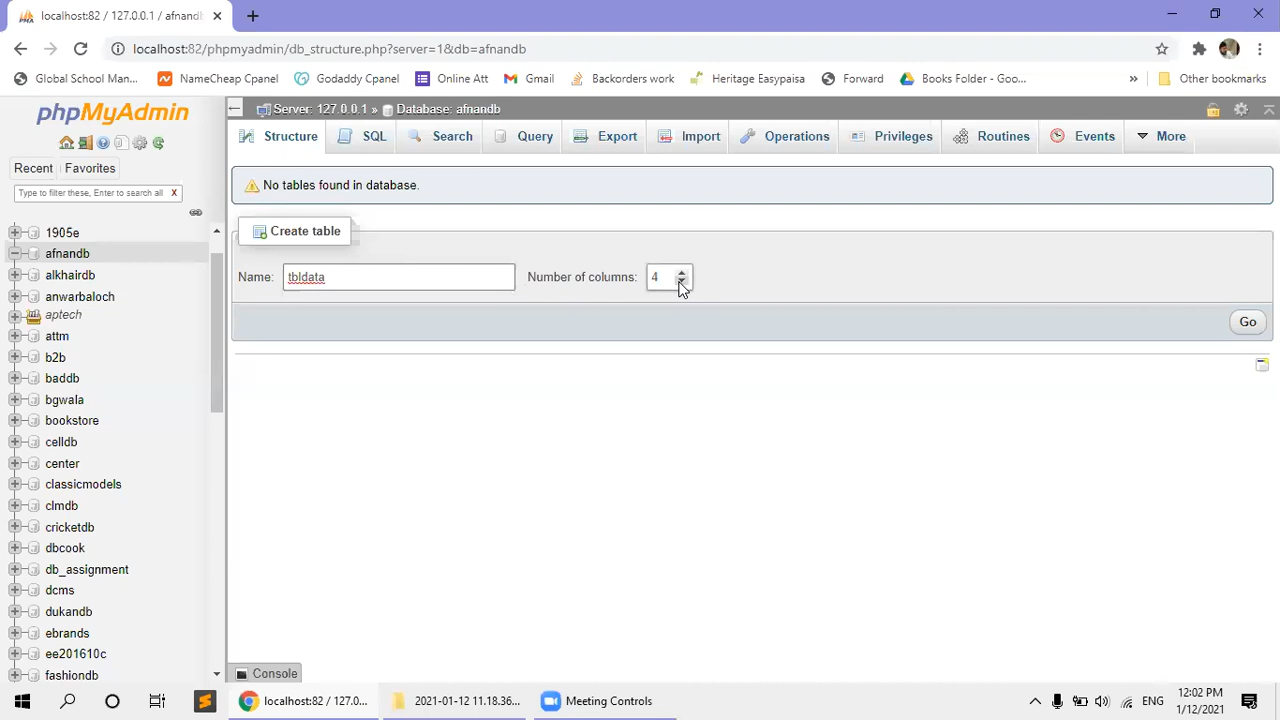 localhost:82 / 127.0.0.1 / afnandb
localhost:82/phpmyadmin/db_structure.php?server=1&db=afnandb
Global School Man...
NameCheap Cpanel
Godaddy Cpanel
Online Att
Gmail
Backorders work
Heritage Easypaisa
Forward
Books Folder - Goo...
»
Other bookmarks
phpMyAdmin
Server: 127.0.0.1 » Database: afnandb
Structure
SQL
Search
Query
Export
Import
Operations
Privileges
Routines
Events
More
Recent
Favorites
Type to filter these, Enter to search all
X
No tables found in database.
Create table
Name:
tbldata
Number of columns:
4
Go
1905e
afnandb
alkhairdb
anwarbaloch
aptech
attm
b2b
baddb
bgwala
bookstore
celldb
center
classicmodels
clmdb
cricketdb
dbcook
db_assignment
dcms
dukandb
ebrands
ee201610c
fashiondb
Console
localhost:82 / 127.0...
2021-01-12 11.18.36...
Meeting Controls
ENG
12:02 PM
1/12/2021